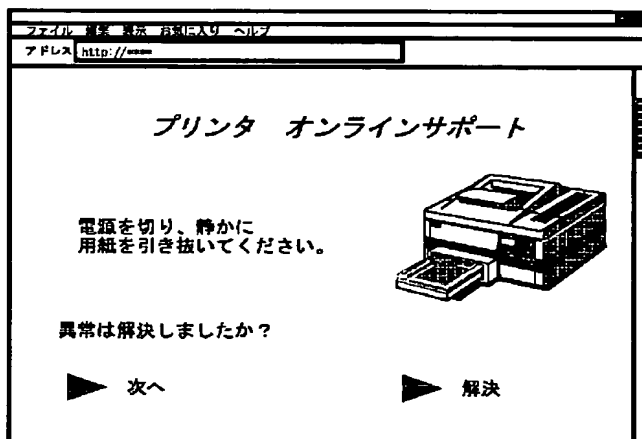 ファイル 編集 表示 お気に入り ヘルプ
アドレス http://****
プリンタ オンラインサポート
電源を切り、静かに
用紙を引き抜いてください。
異常は解決しましたか？
次へ
解決